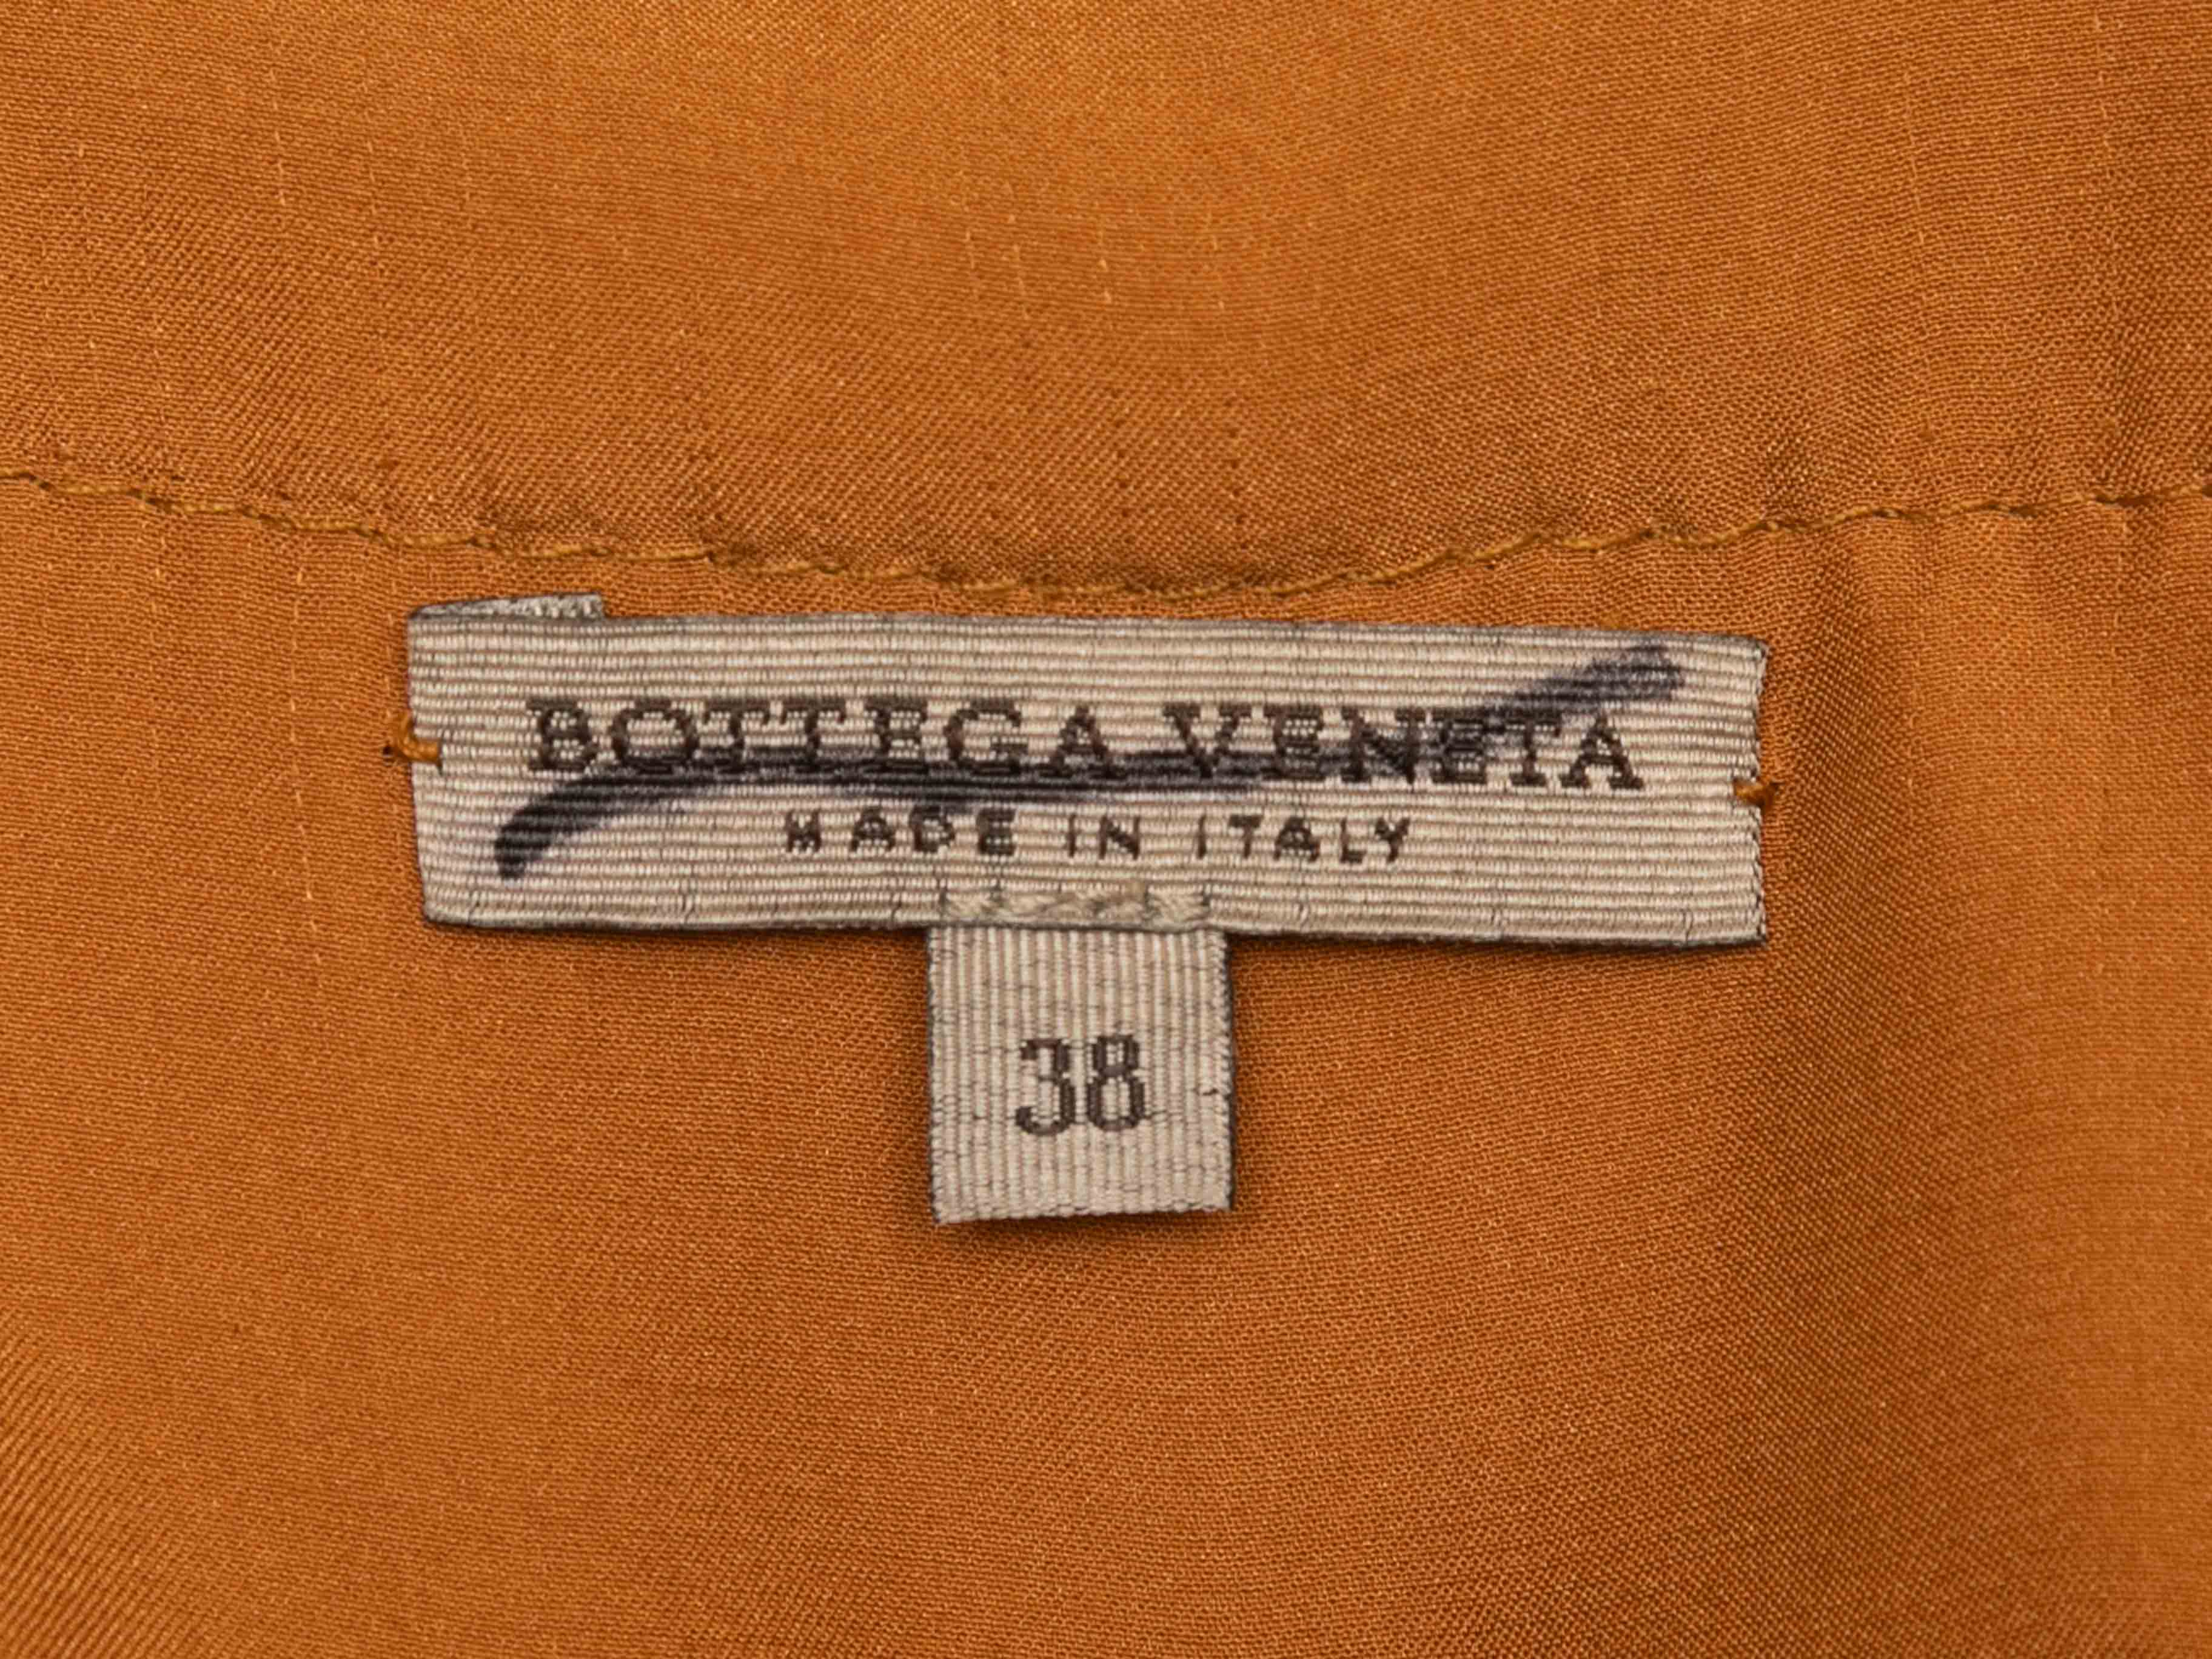 BOTTEGA VENETA
MADE IN ITALY
38